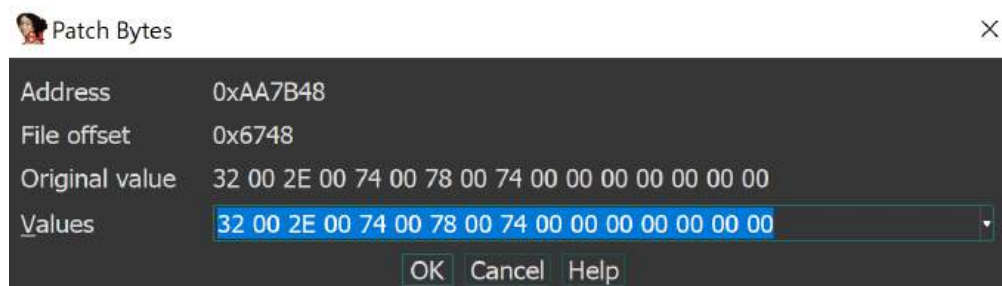 Patch Bytes
Address 0xAA7B48
File offset 0x6748
Original value 32 00 2E 00 74 00 78 00 74 00 00 00 00 00 00 00
Values 32 00 2E 00 74 00 78 00 74 00 00 00 00 00 00 00
OK Cancel Help